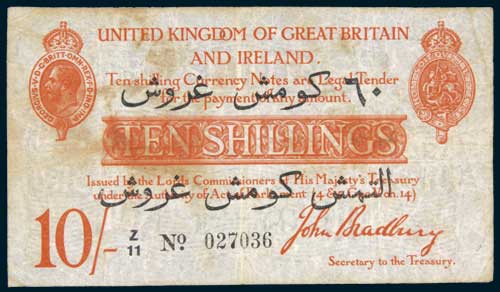 UNITED KINGDOM OF GREAT BRITAIN
AND IRELAND.
Ten shilling Currency Notes are Legal Tender
٦٠ كومش غروش
for the payment of any amount.
TEN SHILLINGS
Issued by the Lords Commissioners of His Majesty's Treasury
التمش كومش غروش
under the Authority of Act of Parliament (4 & 5 Geo. V. ch. 14)
10/-
Z
11
No 027036
John Bradbury
Secretary to the Treasury.